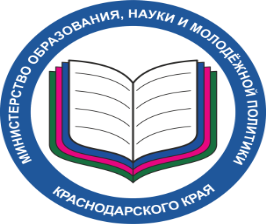 МИНИСТЕРСТВО ОБРАЗОВАНИЯ, НАУКИ И МОЛОДЁЖНОЙ ПОЛИТИКИ
КРАСНОДАРСКОГО КРАЯ